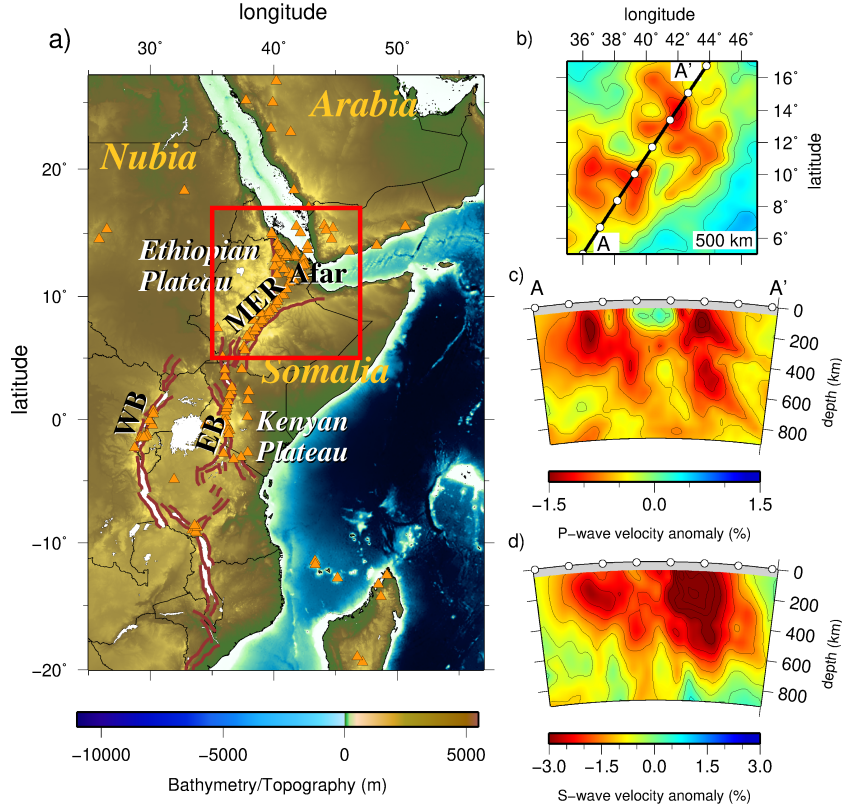 longitude
a)
30° 40° 50°
Arabia
Nubia
20°
Ethiopian
Plateau
Afar
MER
10°
latitude
Somalia
WB
EB
Kenyan
Plateau
0°
−10°
−20°
−10000 −5000 0 5000
Bathymetry/Topography (m)
longitude
b)
36° 38° 40° 42° 44° 46°
A'
16°
14°
12°
10°
8°
6°
latitude
A
500 km
c)
A A'
0
200
400
600
800
depth (km)
−1.5 0.0 1.5
P−wave velocity anomaly (%)
d)
0
200
400
600
800
depth (km)
−3.0 −1.5 0.0 1.5 3.0
S−wave velocity anomaly (%)